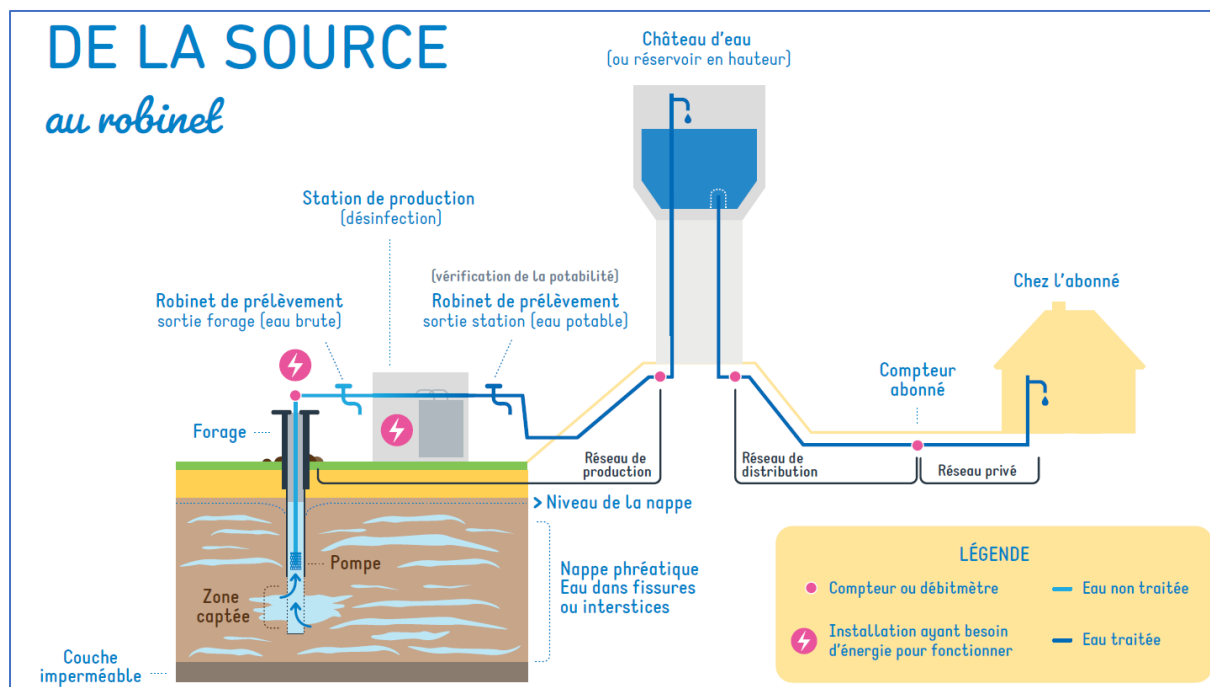 DE LA SOURCE
au robinet
Château d'eau
(ou réservoir en hauteur)
Station de production
(désinfection)
(vérification de la potabilité)
Robinet de prélèvement
sortie forage (eau brute)
Robinet de prélèvement
sortie station (eau potable)
Chez l'abonné
Compteur
abonné
Forage
Réseau de
production
Réseau de
distribution
Réseau privé
> Niveau de la nappe
Pompe
Zone
captée
Nappe phréatique
Eau dans fissures
ou interstices
Couche
imperméable
LÉGENDE
Compteur ou débitmètre
Eau non traitée
Installation ayant besoin
d'énergie pour fonctionner
Eau traitée